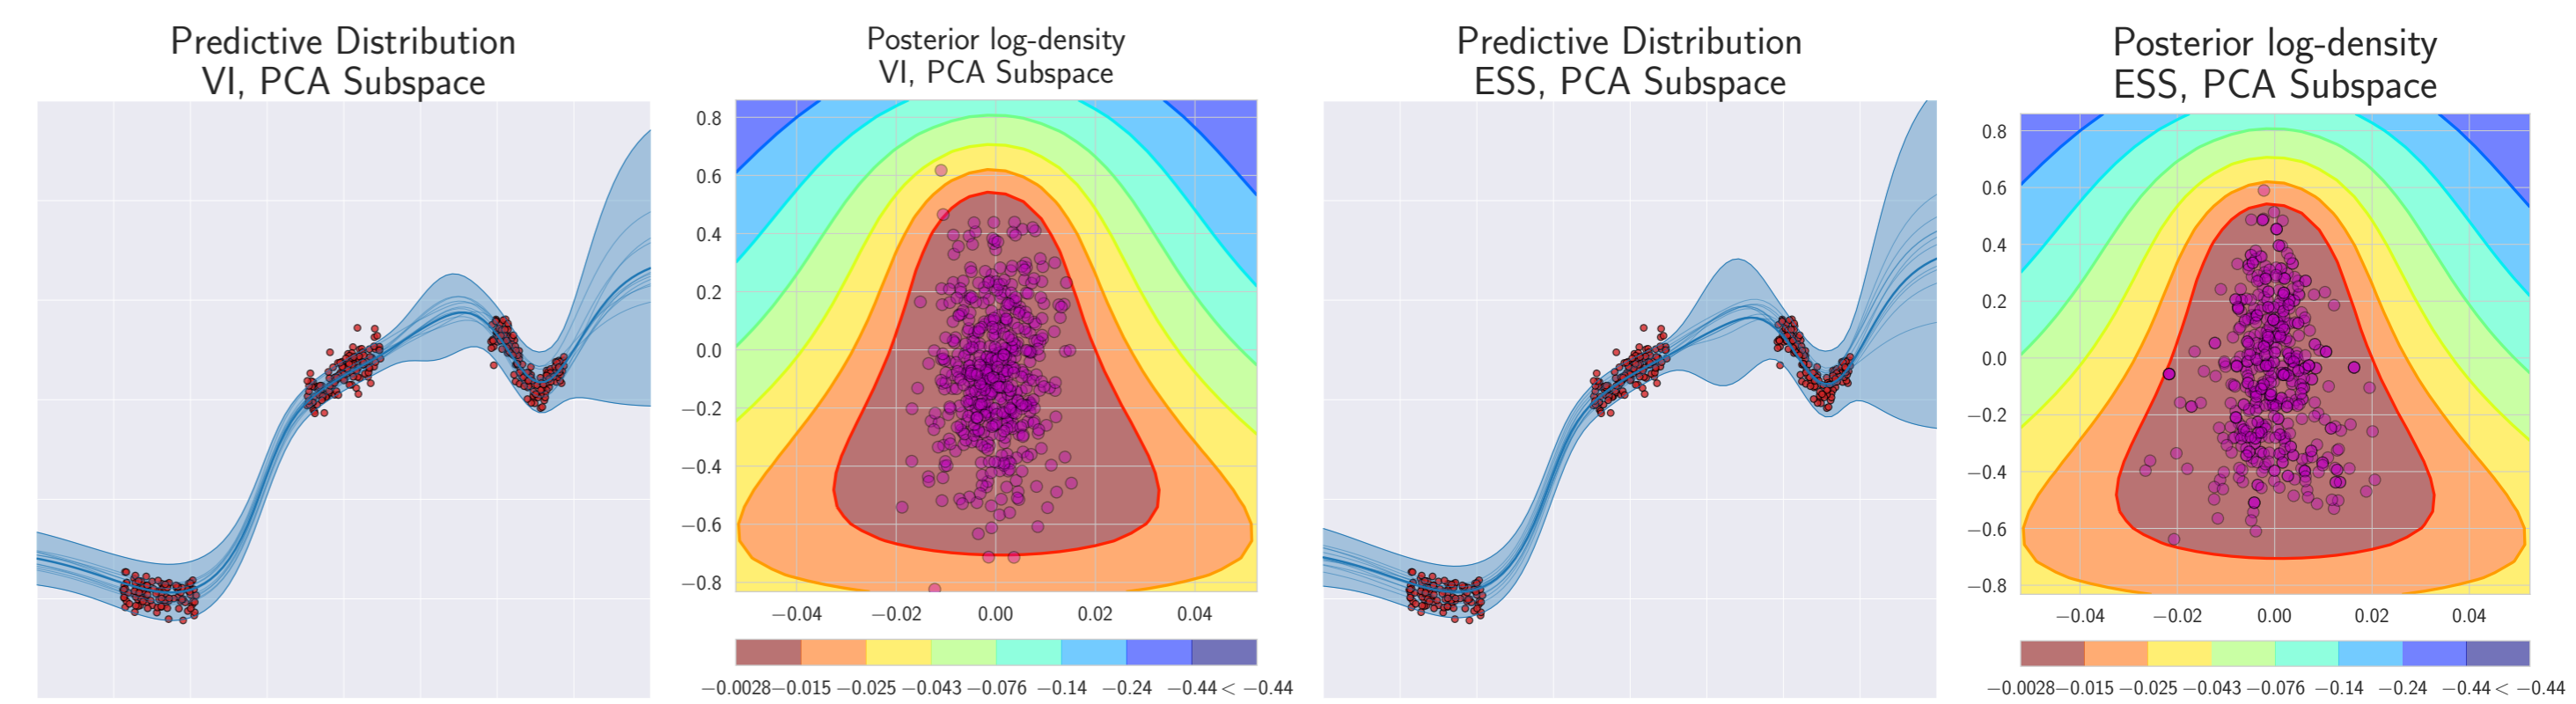 Predictive Distribution
VI, PCA Subspace
Posterior log-density
VI, PCA Subspace
0.8
0.6
0.4
0.2
0.0
−0.2
−0.4
−0.6
−0.8
−0.04 −0.02 0.00 0.02 0.04
−0.0028 −0.015 −0.025 −0.043 −0.076 −0.14 −0.24 −0.44 < −0.44
Predictive Distribution
ESS, PCA Subspace
Posterior log-density
ESS, PCA Subspace
0.8
0.6
0.4
0.2
0.0
−0.2
−0.4
−0.6
−0.8
−0.04 −0.02 0.00 0.02 0.04
−0.0028 −0.015 −0.025 −0.043 −0.076 −0.14 −0.24 −0.44 < −0.44